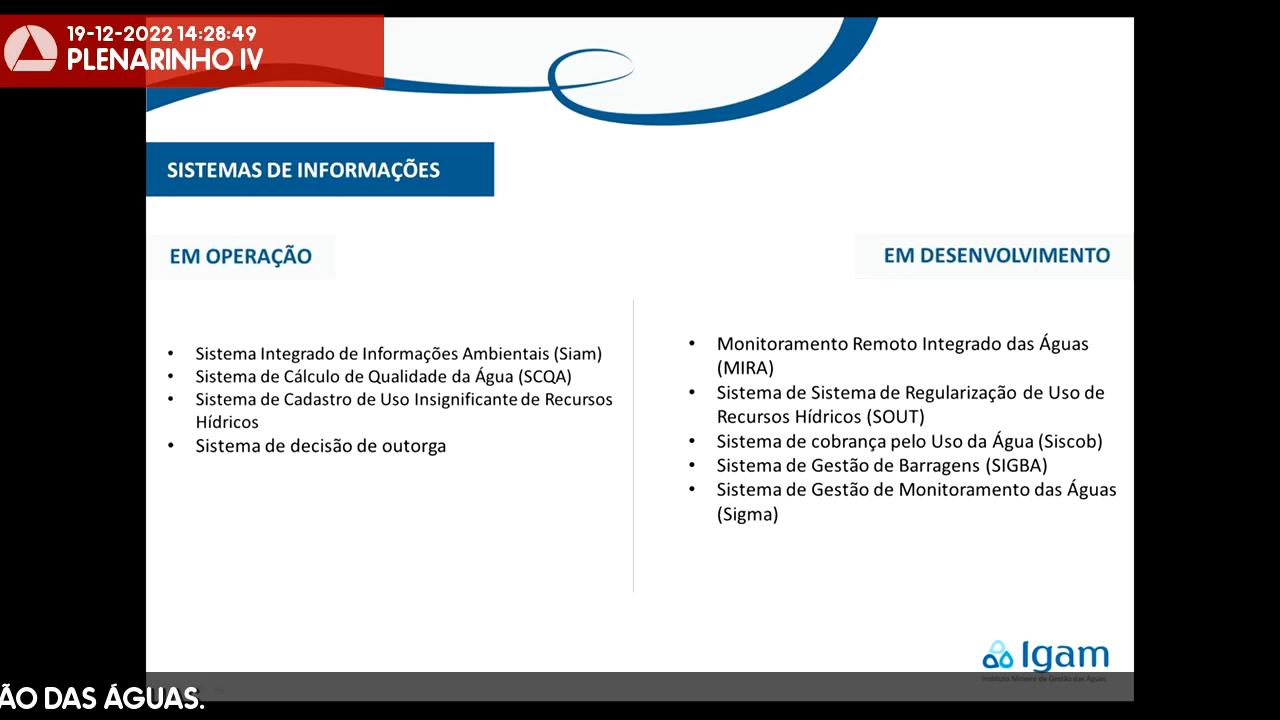 19-12-2022 14:28:49
PLENARINHO IV
SISTEMAS DE INFORMAÇÕES
EM OPERAÇÃO
• Sistema Integrado de Informações Ambientais (Siam)
• Sistema de Cálculo de Qualidade da Água (SCQA)
• Sistema de Cadastro de Uso Insignificante de Recursos
Hídricos
• Sistema de decisão de outorga
EM DESENVOLVIMENTO
• Monitoramento Remoto Integrado das Águas
(MIRA)
• Sistema de Sistema de Regularização de Uso de
Recursos Hídricos (SOUT)
• Sistema de cobrança pelo Uso da Água (Siscob)
• Sistema de Gestão de Barragens (SIGBA)
• Sistema de Gestão de Monitoramento das Águas
(Sigma)
Igam
Instituto Mineiro de Gestão das Águas
ÃO DAS ÁGUAS.